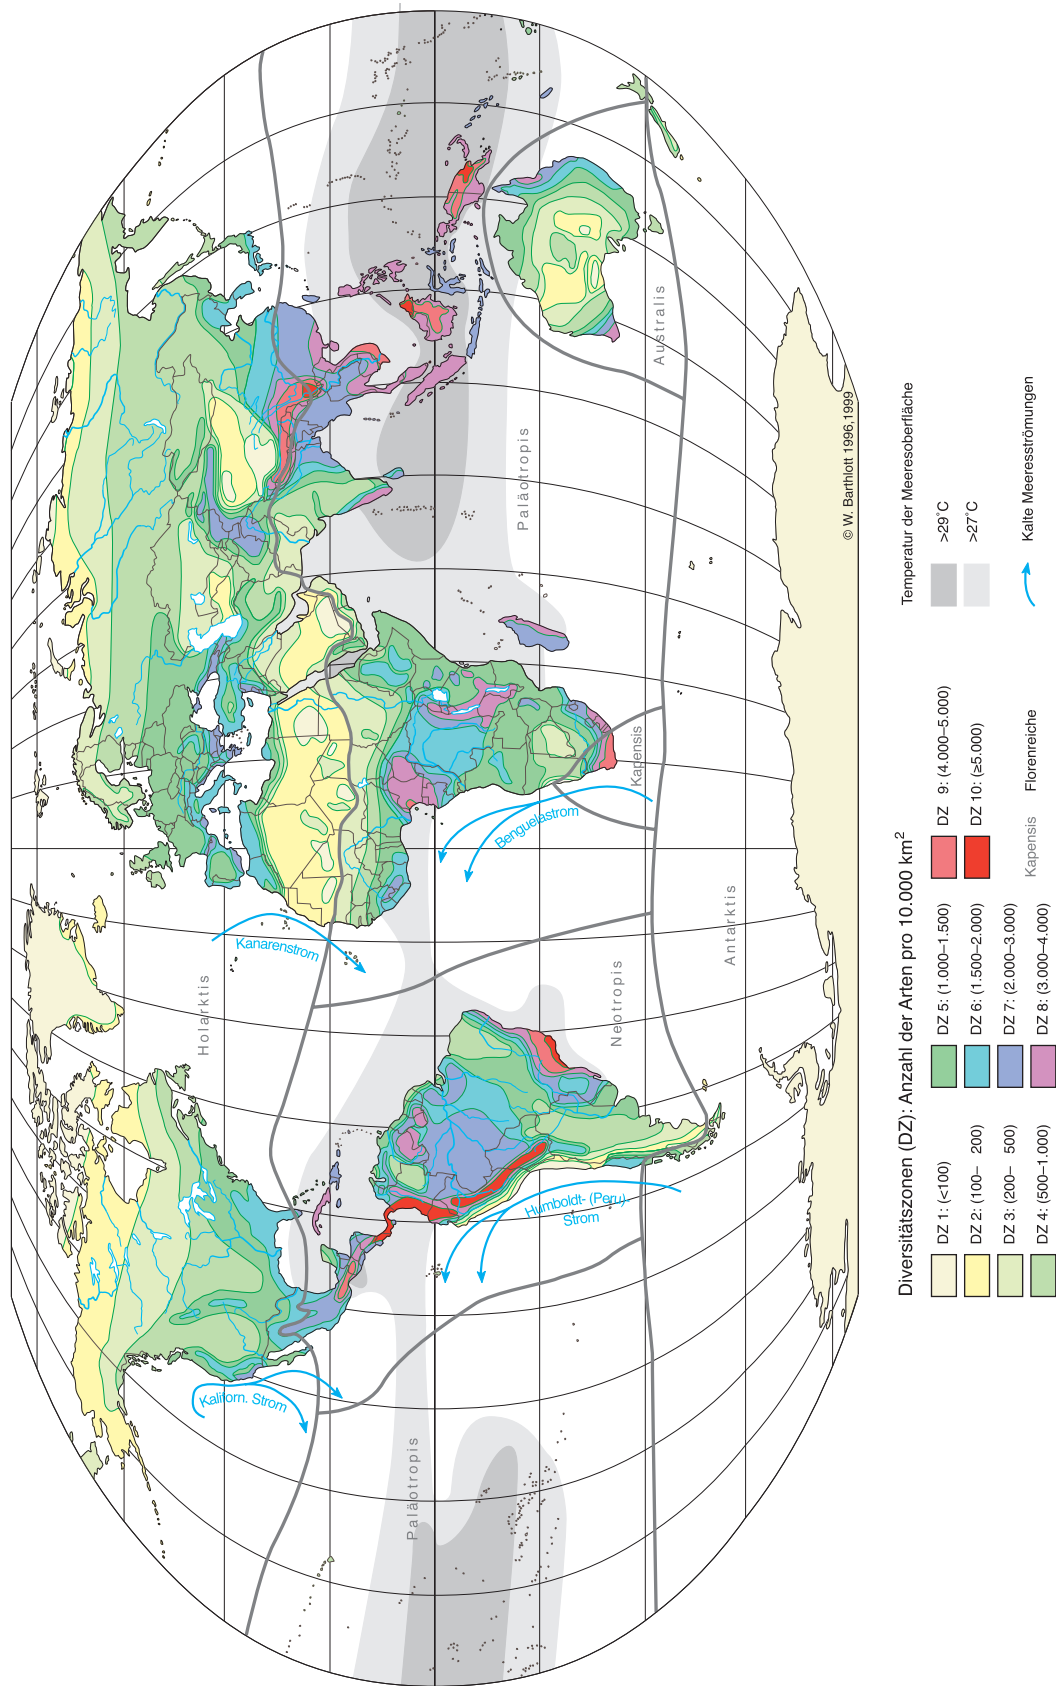 Holarktis
Paläotropis
Paläotropis
Neotropis
Kapensis
Australis
Antarktis
Kaliforn. Strom
Humboldt- (Peru)-
Strom
Kanarenstrom
Benguelastrom
© W. Barthlott 1996,1999
Diversitätszonen (DZ): Anzahl der Arten pro 10.000 km²
DZ 1: (<100)
DZ 2: (100– 200)
DZ 3: (200– 500)
DZ 4: (500–1.000)
DZ 5: (1.000–1.500)
DZ 6: (1.500–2.000)
DZ 7: (2.000–3.000)
DZ 8: (3.000–4.000)
DZ 9: (4.000–5.000)
DZ 10: (≥5.000)
Kapensis Florenreiche
Temperatur der Meeresoberfläche
>29°C
>27°C
Kalte Meeresströmungen